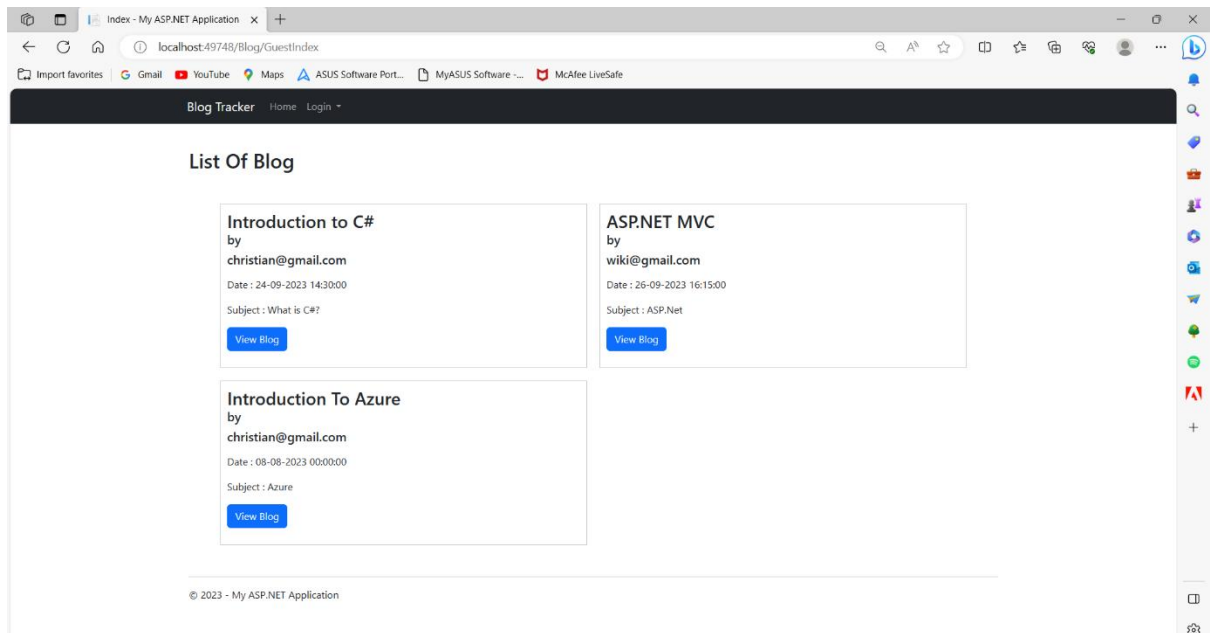 Index - My ASP.NET Application
localhost:49748/Blog/GuestIndex
Import favorites G Gmail YouTube Maps ASUS Software Port... MyASUS Software -... McAfee LiveSafe
Blog Tracker Home Login
List Of Blog
Introduction to C#
by
christian@gmail.com
Date : 24-09-2023 14:30:00
Subject : What is C#?
View Blog
ASP.NET MVC
by
wiki@gmail.com
Date : 26-09-2023 16:15:00
Subject : ASP.Net
View Blog
Introduction To Azure
by
christian@gmail.com
Date : 08-08-2023 00:00:00
Subject : Azure
View Blog
© 2023 - My ASP.NET Application